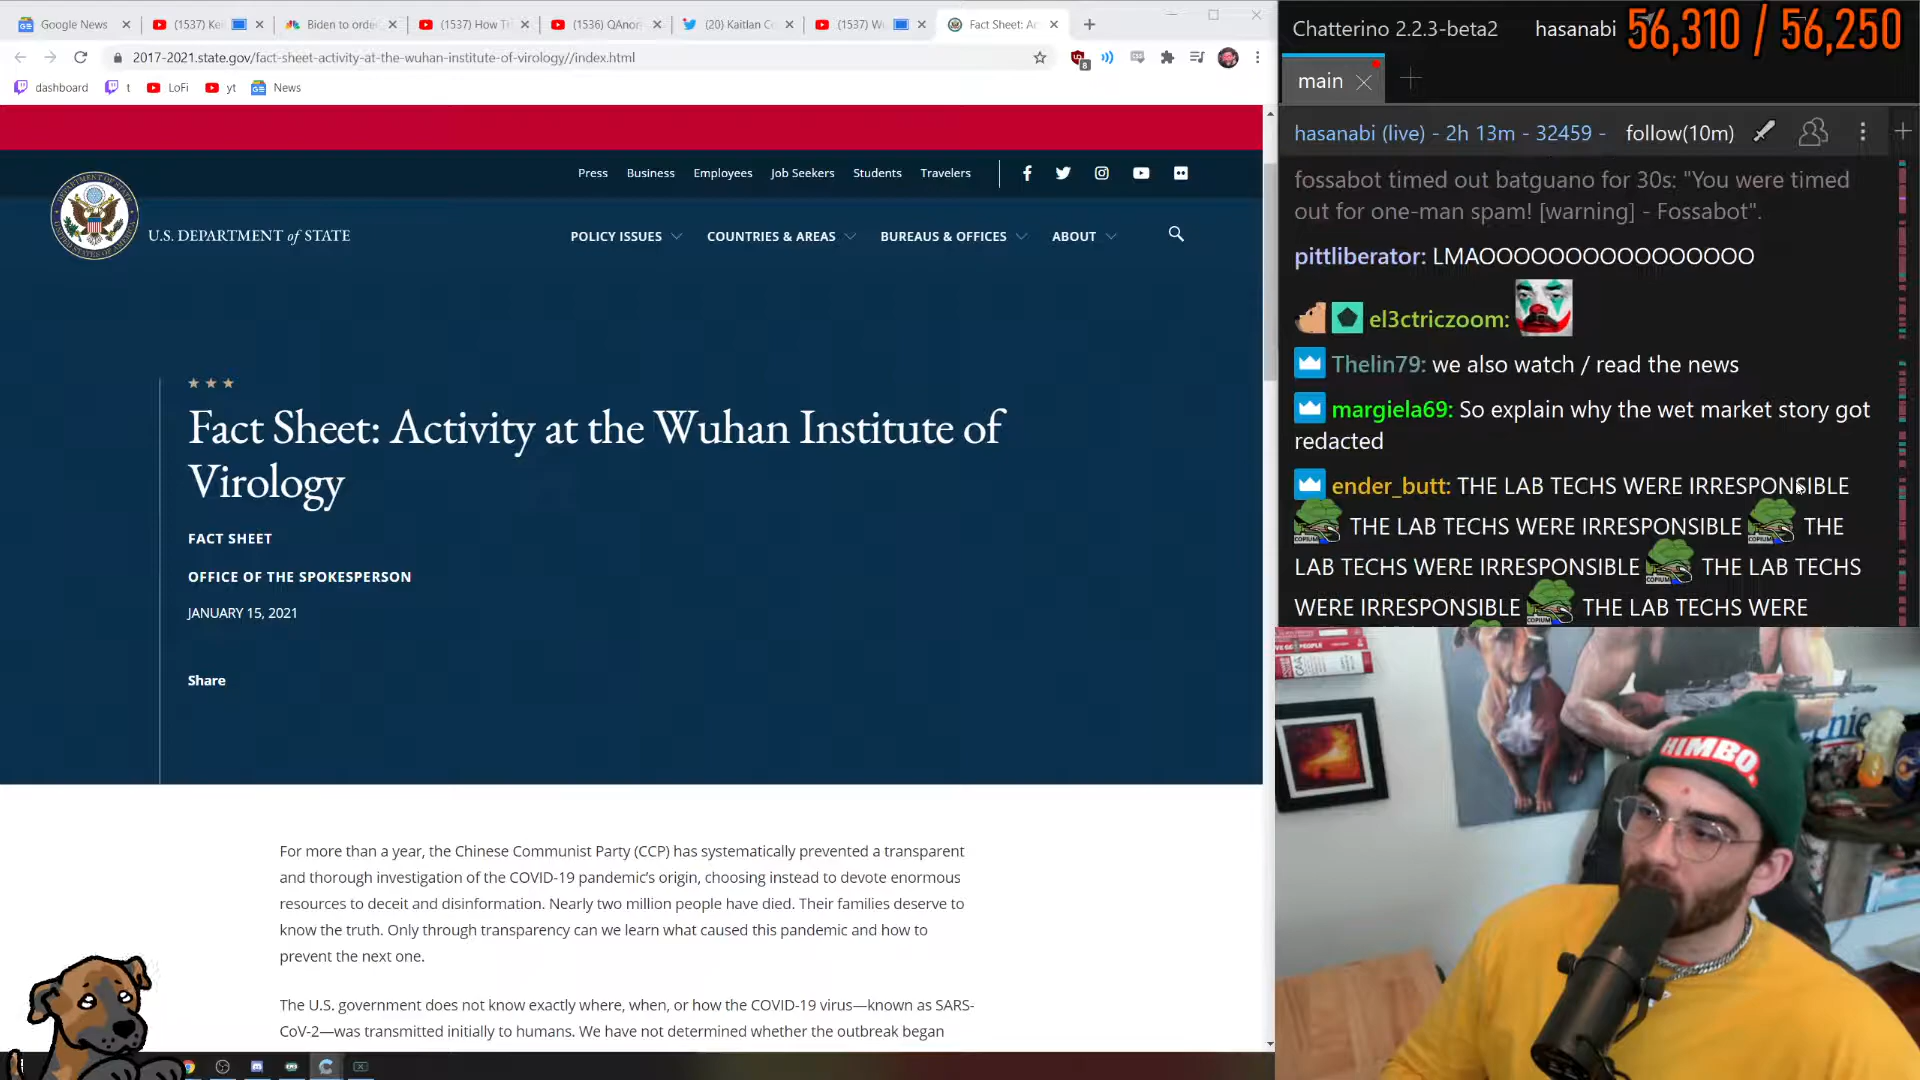 Google News
(1537) Kei
Biden to order
(1537) How Tr
(1536) QAnon
(20) Kaitlan Co
(1537) W
Fact Sheet: Ac
2017-2021.state.gov/fact-sheet-activity-at-the-wuhan-institute-of-virology//index.html
8
dashboard
t
LoFi
yt
News
Press
Business
Employees
Job Seekers
Students
Travelers
U.S. DEPARTMENT of STATE
POLICY ISSUES
COUNTRIES & AREAS
BUREAUS & OFFICES
ABOUT
Fact Sheet: Activity at the Wuhan Institute of
Virology
FACT SHEET
OFFICE OF THE SPOKESPERSON
JANUARY 15, 2021
Share
For more than a year, the Chinese Communist Party (CCP) has systematically prevented a transparent
and thorough investigation of the COVID-19 pandemic's origin, choosing instead to devote enormous
resources to deceit and disinformation. Nearly two million people have died. Their families deserve to
know the truth. Only through transparency can we learn what caused this pandemic and how to
prevent the next one.
The U.S. government does not know exactly where, when, or how the COVID-19 virus—known as SARS-
CoV-2—was transmitted initially to humans. We have not determined whether the outbreak began
Chatterino 2.2.3-beta2
hasanabi
56,310 / 56,250
main
hasanabi (live) - 2h 13m - 32459 -
follow(10m)
fossabot timed out batguano for 30s: "You were timed
out for one-man spam! [warning] - Fossabot".
pittliberator: LMAOOOOOOOOOOOOOOOO
el3ctriczoom:
Thelin79: we also watch / read the news
margiela69: So explain why the wet market story got
redacted
ender_butt: THE LAB TECHS WERE IRRESPONSIBLE
COPIUM THE LAB TECHS WERE IRRESPONSIBLE COPIUM THE
LAB TECHS WERE IRRESPONSIBLE COPIUM THE LAB TECHS
WERE IRRESPONSIBLE COPIUM THE LAB TECHS WERE
HIMBO